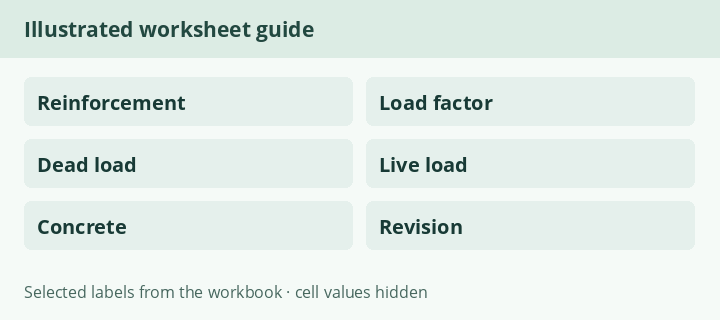 Illustrated worksheet guide
Reinforcement
Load factor
Dead load
Live load
Concrete
Revision
Selected labels from the workbook · cell values hidden